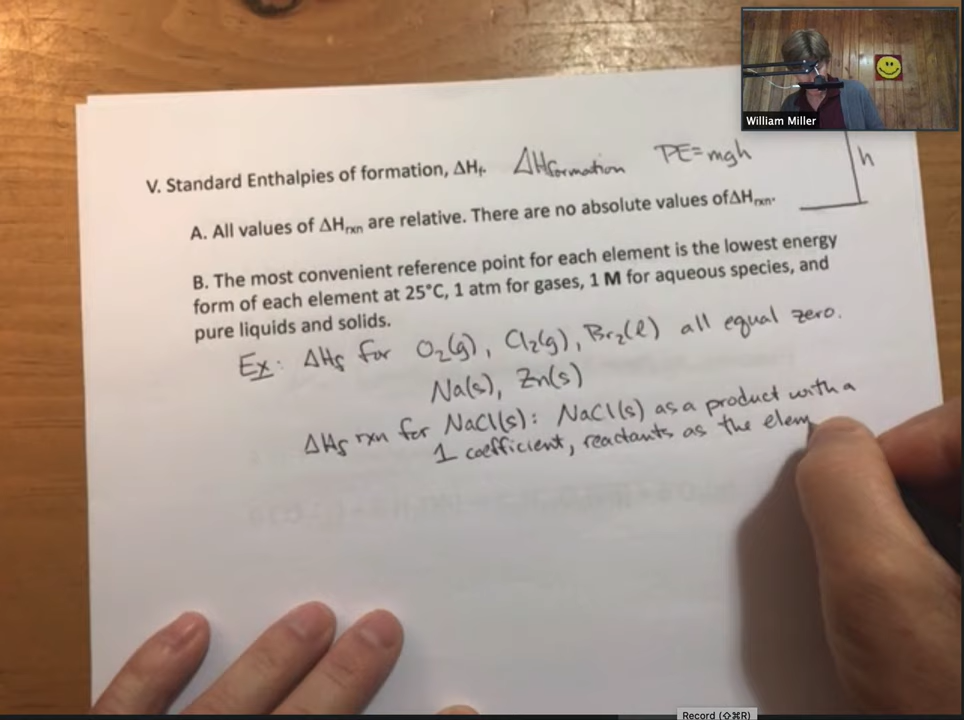 William Miller
V. Standard Enthalpies of formation, ΔHf. ΔHformation PE=mgh
h
A. All values of ΔHrxn are relative. There are no absolute values ofΔHrxn.
B. The most convenient reference point for each element is the lowest energy
form of each element at 25°C, 1 atm for gases, 1 M for aqueous species, and
pure liquids and solids.
Ex: ΔHf for O2(g), Cl2(g), Br2(l) all equal zero.
Na(s), Zn(s)
ΔHf rxn for NaCl(s): NaCl(s) as a product with a
1 coefficient, reactants as the elem
Record (⇧⌘R)